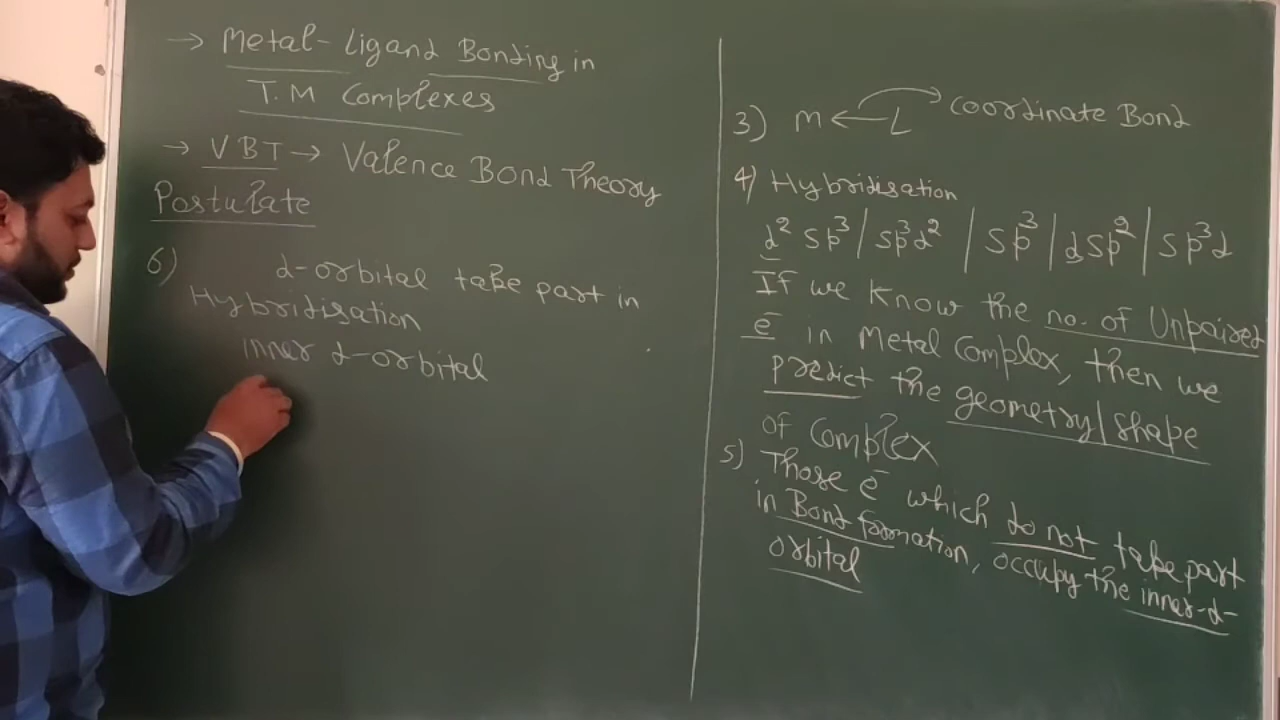 → Metal-Ligand Bonding in
T.M Complexes
→ VBT → Valence Bond Theory
Postulate
6) d-orbital take part in
Hybridisation
inner d-orbital
3) M ← L → Coordinate Bond
4) Hybridisation
d² sp³ | sp³d² | sp³ | dsp² | sp³d
If we know the no. of Unpaired
e⁻ in Metal Complex, then we
predict the geometry/shape
of Complex
5) Those e⁻ which do not take part
in Bond formation, occupy the inner-d-
orbital